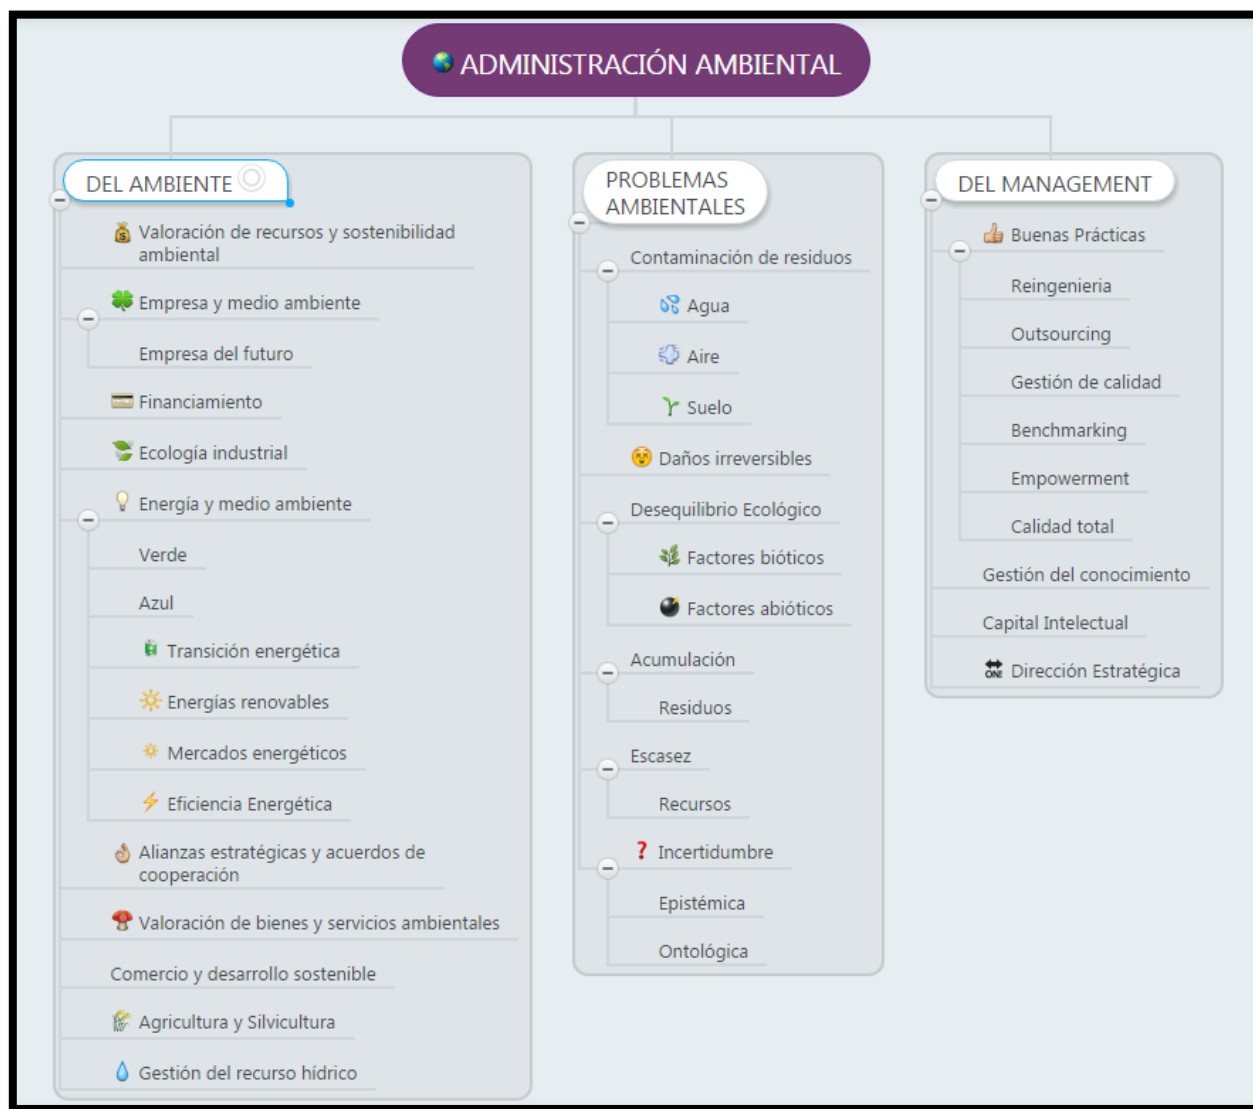 ADMINISTRACIÓN AMBIENTAL
DEL AMBIENTE
Valoración de recursos y sostenibilidad
ambiental
Empresa y medio ambiente
Empresa del futuro
Financiamiento
Ecología industrial
Energía y medio ambiente
Verde
Azul
Transición energética
Energías renovables
Mercados energéticos
Eficiencia Energética
Alianzas estratégicas y acuerdos de
cooperación
Valoración de bienes y servicios ambientales
Comercio y desarrollo sostenible
Agricultura y Silvicultura
Gestión del recurso hídrico
PROBLEMAS
AMBIENTALES
Contaminación de residuos
Agua
Aire
Suelo
Daños irreversibles
Desequilibrio Ecológico
Factores bióticos
Factores abióticos
Acumulación
Residuos
Escasez
Recursos
? Incertidumbre
Epistémica
Ontológica
DEL MANAGEMENT
Buenas Prácticas
Reingenieria
Outsourcing
Gestión de calidad
Benchmarking
Empowerment
Calidad total
Gestión del conocimiento
Capital Intelectual
ON! Dirección Estratégica